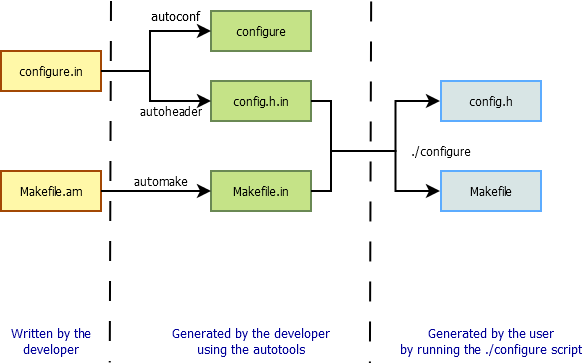 autoconf
configure
configure.in
config.h.in
config.h
autoheader
./configure
Makefile.am
automake
Makefile.in
Makefile
Written by the
developer
Generated by the developer
using the autotools
Generated by the user
by running the ./configure script